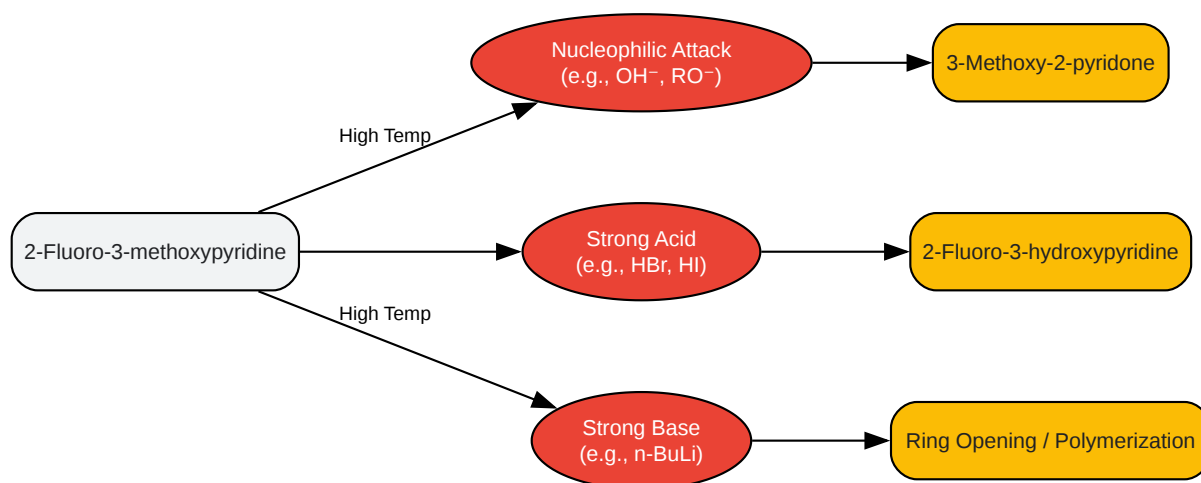 Nucleophilic Attack
(e.g., OH⁻, RO⁻)
3-Methoxy-2-pyridone
High Temp
2-Fluoro-3-methoxypyridine
Strong Acid
(e.g., HBr, HI)
2-Fluoro-3-hydroxypyridine
High Temp
Strong Base
(e.g., n-BuLi)
Ring Opening / Polymerization